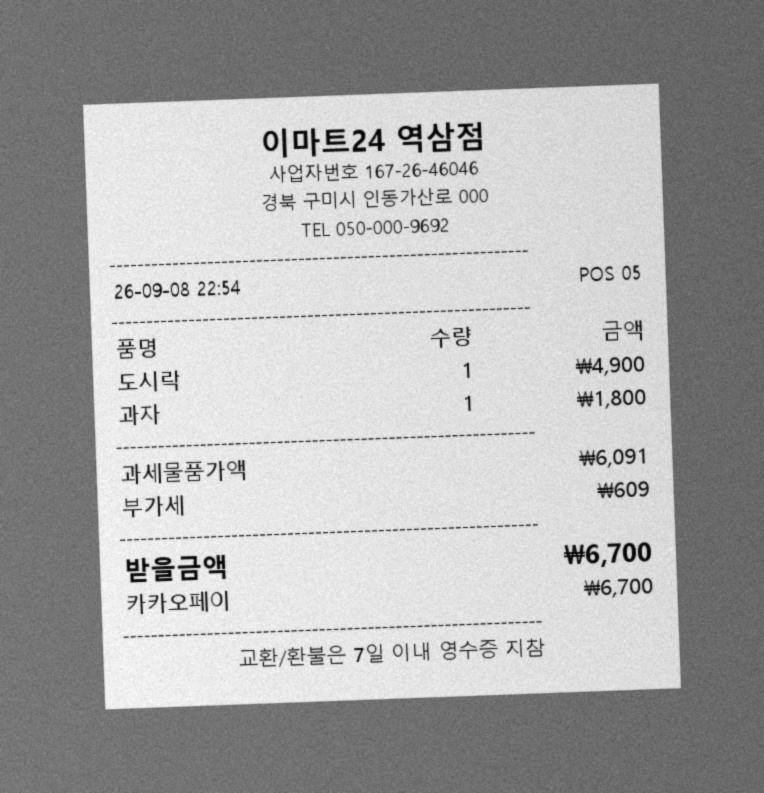 이마트24 역삼점
사업자번호 167-26-46046
경북 구미시 인동가산로 000
TEL 050-000-9692
26-09-08 22:54 POS 05
품명 수량 금액
도시락 1 ₩4,900
과자 1 ₩1,800
과세물품가액 ₩6,091
부가세 ₩609
받을금액 ₩6,700
카카오페이 ₩6,700
교환/환불은 7일 이내 영수증 지참